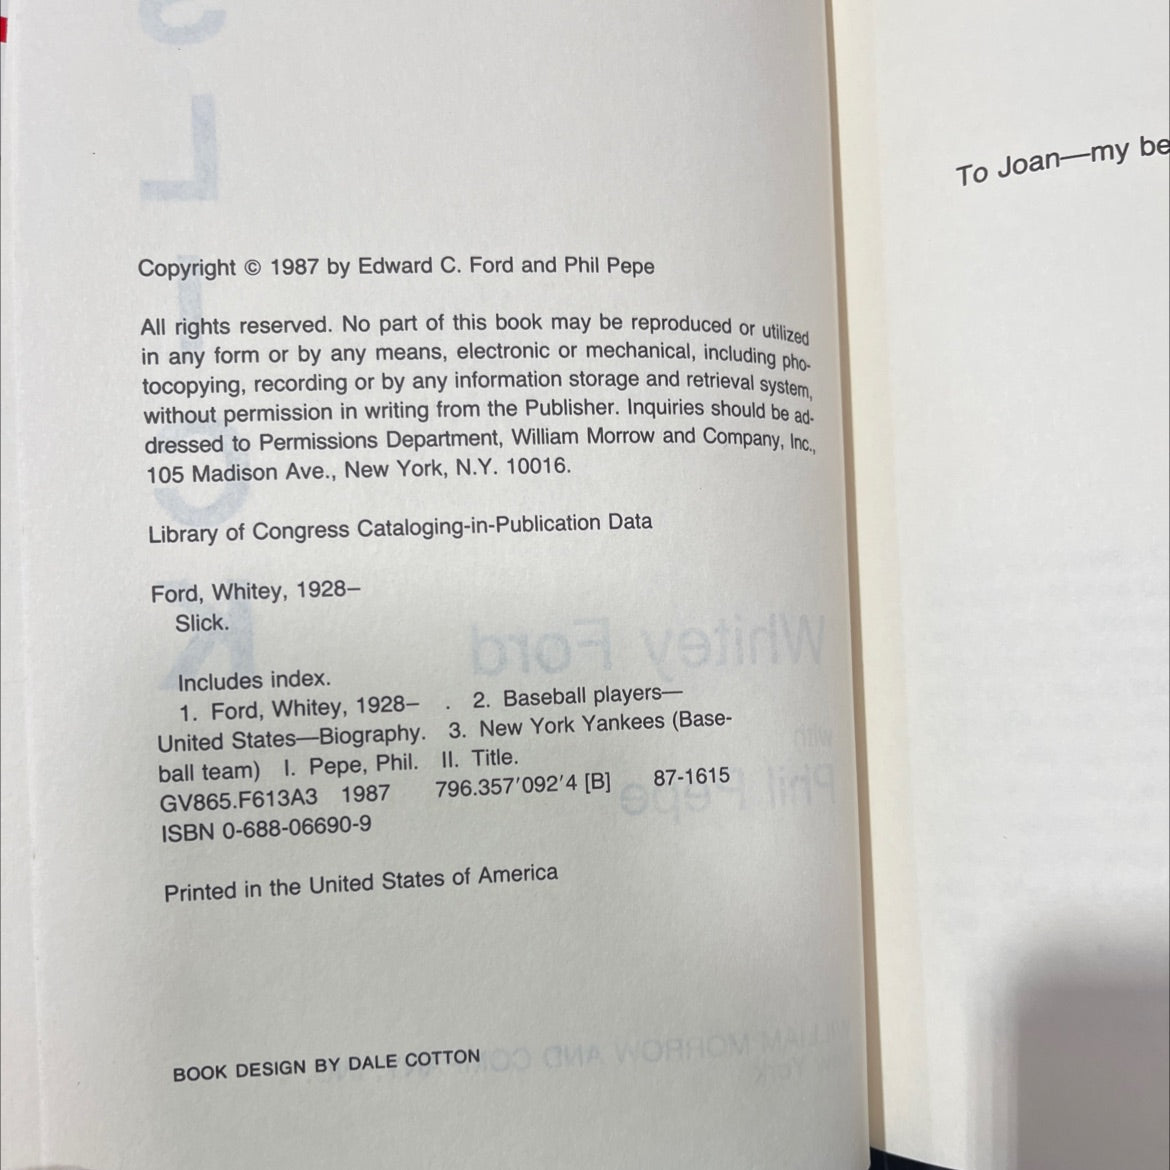 Copyright © 1987 by Edward C. Ford and Phil Pepe
All rights reserved. No part of this book may be reproduced or utilized
in any form or by any means, electronic or mechanical, including pho-
tocopying, recording or by any information storage and retrieval system,
without permission in writing from the Publisher. Inquiries should be ad-
dressed to Permissions Department, William Morrow and Company, Inc.,
105 Madison Ave., New York, N.Y. 10016.
Library of Congress Cataloging-in-Publication Data
Ford, Whitey, 1928–
Slick.
Includes index.
1. Ford, Whitey, 1928– . 2. Baseball players—
United States—Biography. 3. New York Yankees (Base-
ball team) I. Pepe, Phil. II. Title.
GV865.F613A3 1987 796.357′092′4 [B] 87-1615
ISBN 0-688-06690-9
Printed in the United States of America
BOOK DESIGN BY DALE COTTON
To Joan—my be